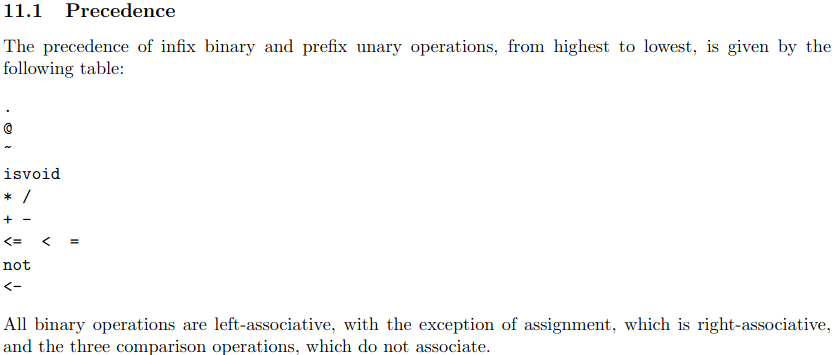 11.1 Precedence
The precedence of infix binary and prefix unary operations, from highest to lowest, is given by the
following table:
.
@
~
isvoid
* /
+ -
<= < =
not
<-
All binary operations are left-associative, with the exception of assignment, which is right-associative,
and the three comparison operations, which do not associate.